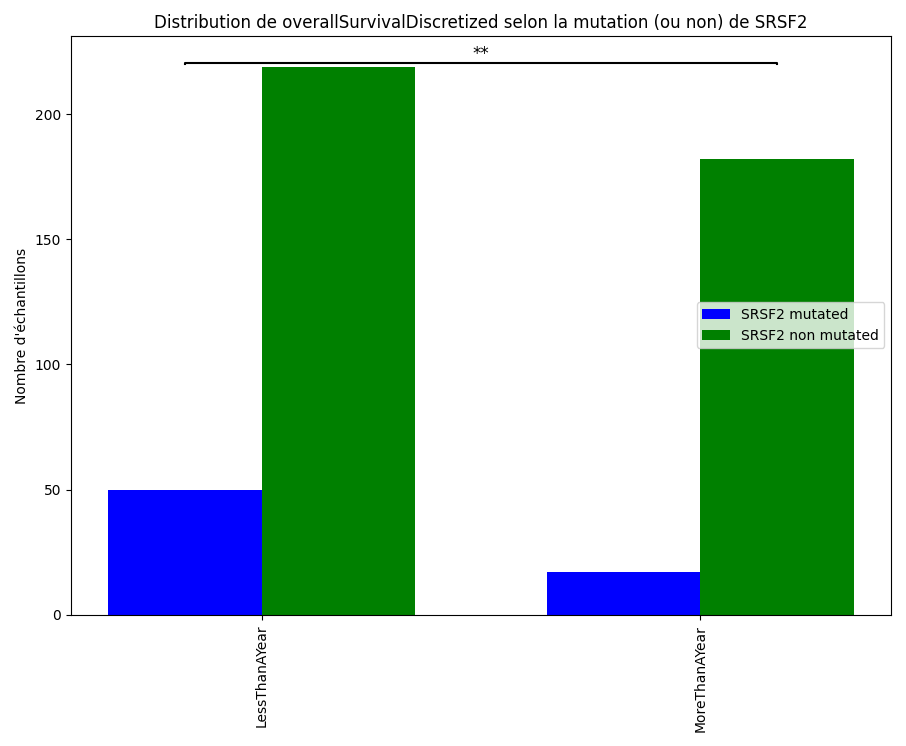 Distribution de overallSurvivalDiscretized selon la mutation (ou non) de SRSF2
**
200
150
100
50
0
Nombre d'échantillons
SRSF2 mutated
SRSF2 non mutated
LessThanAYear
MoreThanAYear